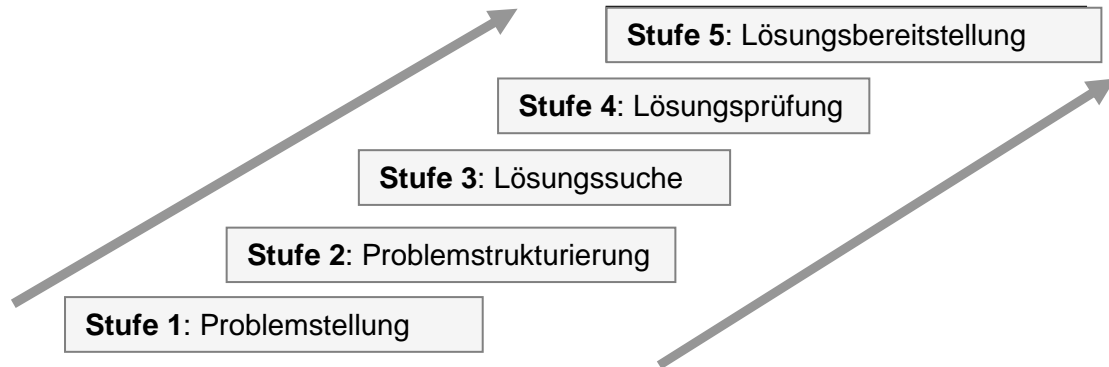 Stufe 5: Lösungsbereitstellung
Stufe 4: Lösungsprüfung
Stufe 3: Lösungssuche
Stufe 2: Problemstrukturierung
Stufe 1: Problemstellung